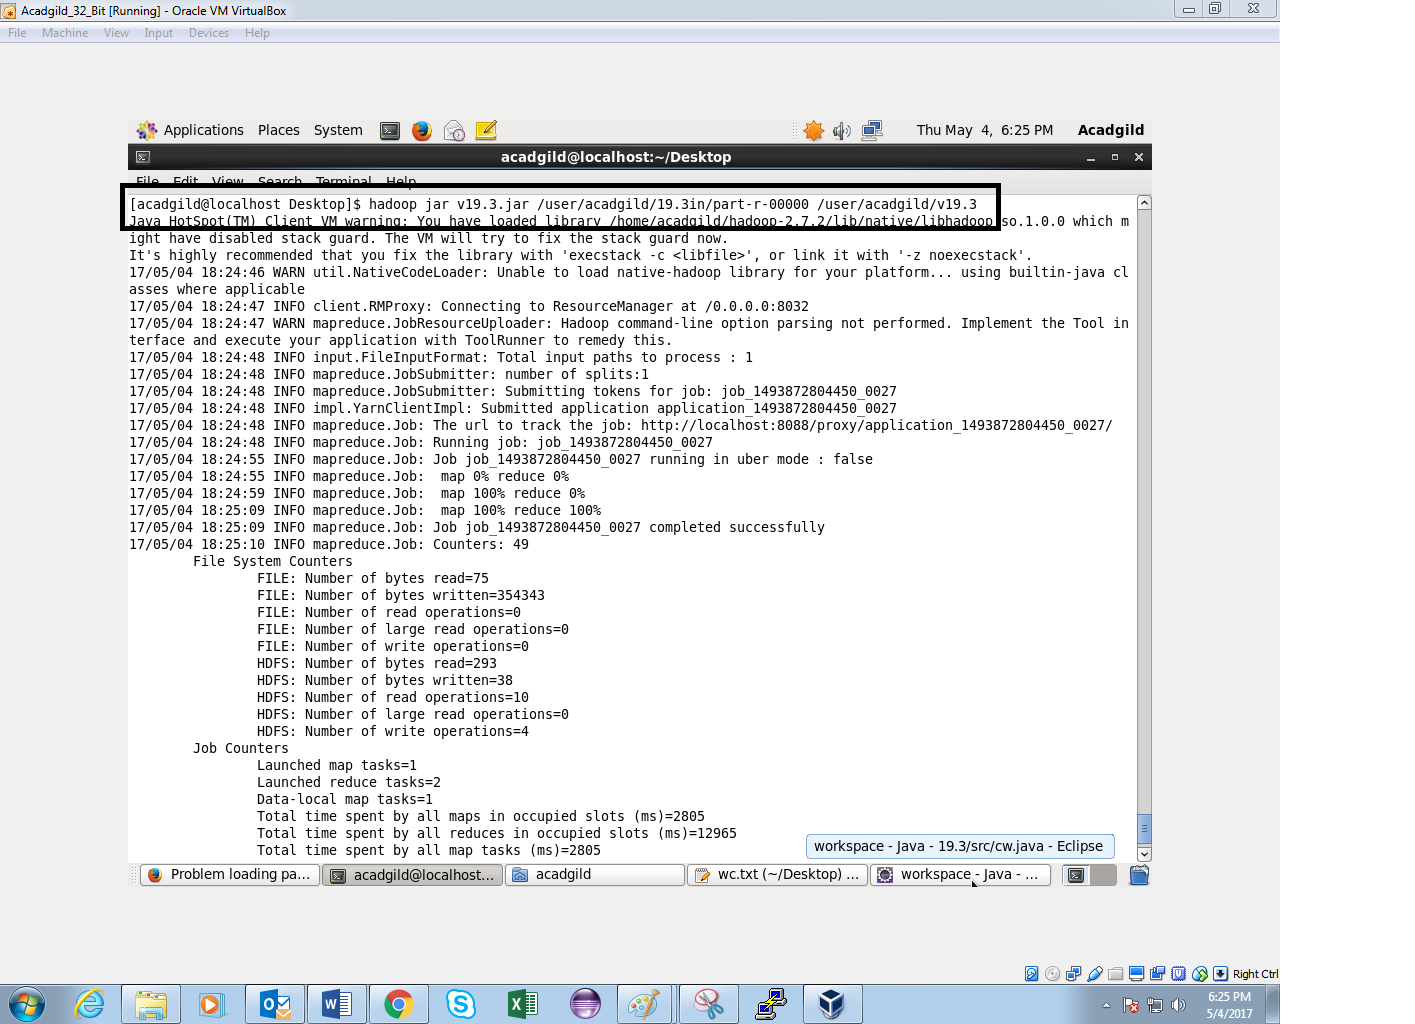 Acadgild_32_Bit [Running] - Oracle VM VirtualBox
File Machine View Input Devices Help
Applications Places System Thu May 4, 6:25 PM Acadgild
acadgild@localhost:~/Desktop
File Edit View Search Terminal Help
[acadgild@localhost Desktop]$ hadoop jar v19.3.jar /user/acadgild/19.3in/part-r-00000 /user/acadgild/v19.3
Java HotSpot(TM) Client VM warning: You have loaded library /home/acadgild/hadoop-2.7.2/lib/native/libhadoop.so.1.0.0 which m
ight have disabled stack guard. The VM will try to fix the stack guard now.
It's highly recommended that you fix the library with 'execstack -c <libfile>', or link it with '-z noexecstack'.
17/05/04 18:24:46 WARN util.NativeCodeLoader: Unable to load native-hadoop library for your platform... using builtin-java cl
asses where applicable
17/05/04 18:24:47 INFO client.RMProxy: Connecting to ResourceManager at /0.0.0.0:8032
17/05/04 18:24:47 WARN mapreduce.JobResourceUploader: Hadoop command-line option parsing not performed. Implement the Tool in
terface and execute your application with ToolRunner to remedy this.
17/05/04 18:24:48 INFO input.FileInputFormat: Total input paths to process : 1
17/05/04 18:24:48 INFO mapreduce.JobSubmitter: number of splits:1
17/05/04 18:24:48 INFO mapreduce.JobSubmitter: Submitting tokens for job: job_1493872804450_0027
17/05/04 18:24:48 INFO impl.YarnClientImpl: Submitted application application_1493872804450_0027
17/05/04 18:24:48 INFO mapreduce.Job: The url to track the job: http://localhost:8088/proxy/application_1493872804450_0027/
17/05/04 18:24:48 INFO mapreduce.Job: Running job: job_1493872804450_0027
17/05/04 18:24:55 INFO mapreduce.Job: Job job_1493872804450_0027 running in uber mode : false
17/05/04 18:24:55 INFO mapreduce.Job:  map 0% reduce 0%
17/05/04 18:24:59 INFO mapreduce.Job:  map 100% reduce 0%
17/05/04 18:25:09 INFO mapreduce.Job:  map 100% reduce 100%
17/05/04 18:25:09 INFO mapreduce.Job: Job job_1493872804450_0027 completed successfully
17/05/04 18:25:10 INFO mapreduce.Job: Counters: 49
File System Counters
FILE: Number of bytes read=75
FILE: Number of bytes written=354343
FILE: Number of read operations=0
FILE: Number of large read operations=0
FILE: Number of write operations=0
HDFS: Number of bytes read=293
HDFS: Number of bytes written=38
HDFS: Number of read operations=10
HDFS: Number of large read operations=0
HDFS: Number of write operations=4
Job Counters
Launched map tasks=1
Launched reduce tasks=2
Data-local map tasks=1
Total time spent by all maps in occupied slots (ms)=2805
Total time spent by all reduces in occupied slots (ms)=12965
Total time spent by all map tasks (ms)=2805
workspace - Java - 19.3/src/cw.java - Eclipse
Problem loading pa... acadgild@localhost... acadgild wc.txt (~/Desktop) ... workspace - Java - ...
Right Ctrl
6:25 PM
5/4/2017